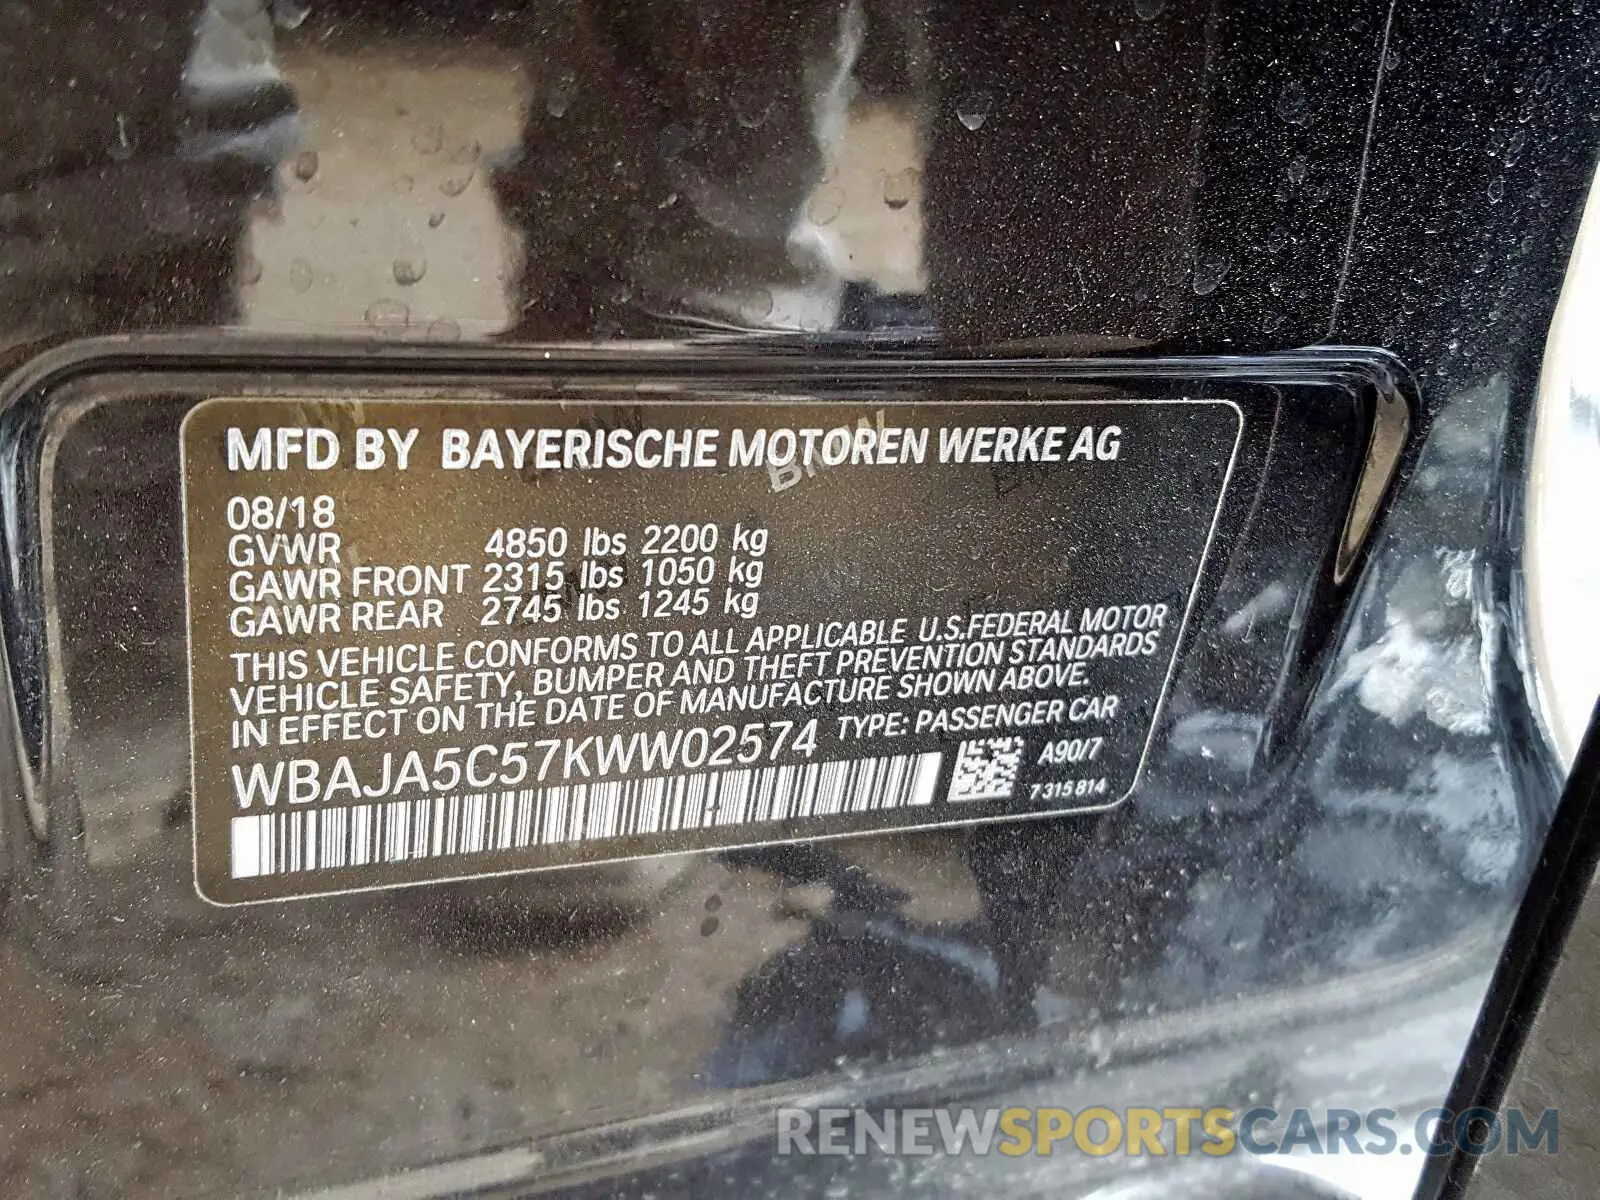 MFD BY BAYERISCHE MOTOREN WERKE AG
08/18
GVWR 4850 lbs 2200 kg
GAWR FRONT 2315 lbs 1050 kg
GAWR REAR 2745 lbs 1245 kg
THIS VEHICLE CONFORMS TO ALL APPLICABLE U.S.FEDERAL MOTOR
VEHICLE SAFETY, BUMPER AND THEFT PREVENTION STANDARDS
IN EFFECT ON THE DATE OF MANUFACTURE SHOWN ABOVE.
WBAJA5C57KWW02574 TYPE: PASSENGER CAR
A90/7
7 315 814
BMW
RENEWSPORTSCARS.COM